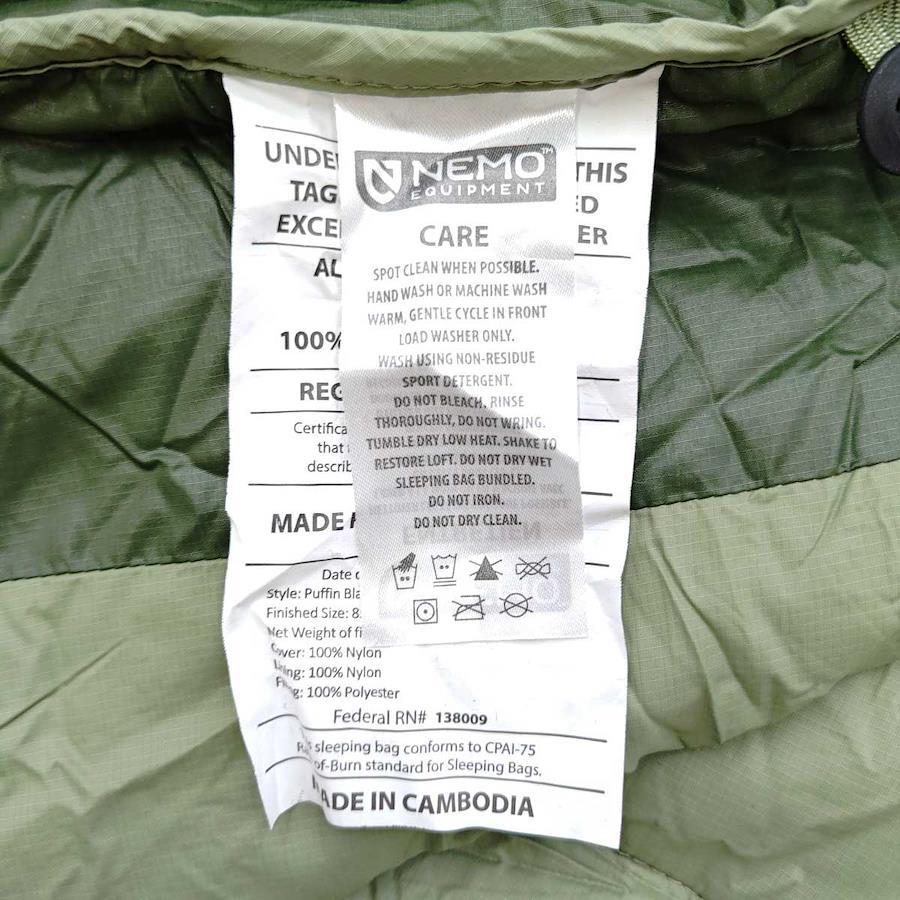 NEMO™
EQUIPMENT
CARE
SPOT CLEAN WHEN POSSIBLE.
HAND WASH OR MACHINE WASH
WARM, GENTLE CYCLE IN FRONT
LOAD WASHER ONLY.
WASH USING NON-RESIDUE
SPORT DETERGENT.
DO NOT BLEACH. RINSE
THOROUGHLY, DO NOT WRING.
TUMBLE DRY LOW HEAT. SHAKE TO
RESTORE LOFT. DO NOT DRY WET
SLEEPING BAG BUNDLED.
DO NOT IRON.
DO NOT DRY CLEAN.
UNDE THIS
TAG ED
EXCE ER
AL
100%
REG
Certifica
that
describ
MADE
Date
Style: Puffin Bla
Finished Size: 8
Net Weight of fi
Cover: 100% Nylon
Lining: 100% Nylon
Filling: 100% Polyester
Federal RN# 138009
sleeping bag conforms to CPAI-75
of-Burn standard for Sleeping Bags.
MADE IN CAMBODIA